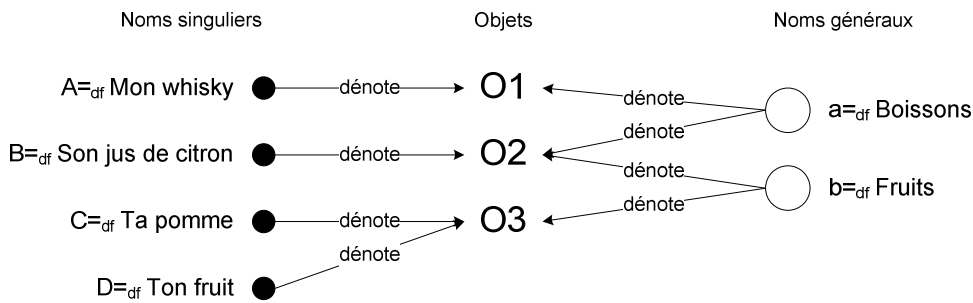 Noms singuliers Objets Noms généraux
A=df Mon whisky dénote O1
dénote
a=df Boissons
dénote
B=df Son jus de citron dénote O2
dénote
b=df Fruits
dénote
C=df Ta pomme dénote O3
dénote
D=df Ton fruit